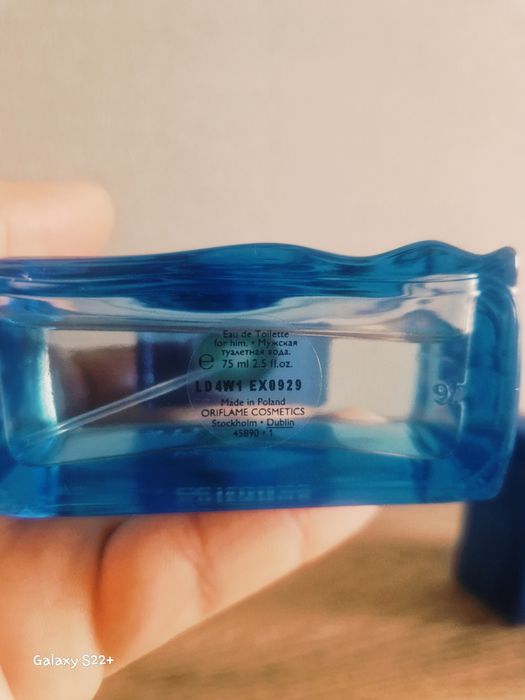 Eau de Toilette
for him. • Мужская
туалетная вода.
e 75 ml 2.5 fl.oz.
LD4W1 EX0929
Made in Poland
ORIFLAME COSMETICS
Stockholm • Dublin
45890 • 1
Galaxy S22+